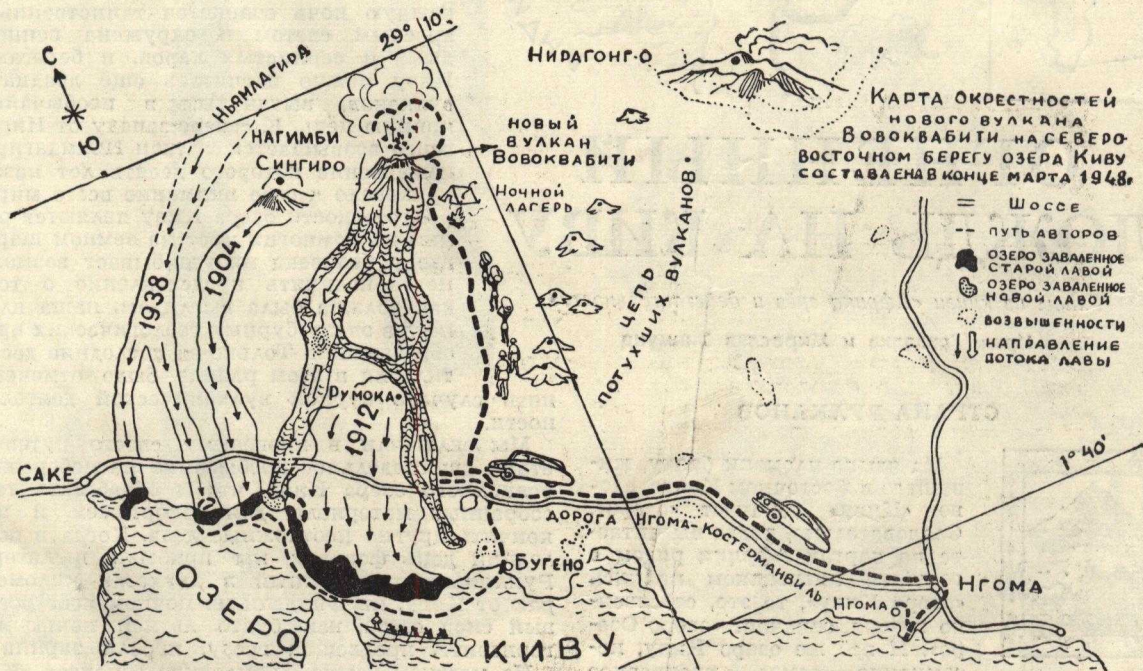 С
Ю
НЬЯМЛАГИРА
29° 10'
НАГИМБИ
СИНГИРО
НОВЫЙ
ВУЛКАН
ВОВОКВАБИТИ
НОЧНОЙ
ЛАГЕРЬ
НИРАГОНГ-О
КАРТА ОКРЕСТНОСТЕЙ
НОВОГО ВУЛКАНА
ВОВОКВАБИТИ НА СЕВЕРО-
ВОСТОЧНОМ БЕРЕГУ ОЗЕРА КИВУ
СОСТАВЛЕНА В КОНЦЕ МАРТА 1948г.
ШОССЕ
ПУТЬ АВТОРОВ
ОЗЕРО ЗАВАЛЕННОЕ
СТАРОЙ ЛАВОЙ
ОЗЕРО ЗАВАЛЕННОЕ
НОВОЙ ЛАВОЙ
ВОЗВЫШЕННОСТИ
НАПРАВЛЕНИЕ
ПОТОКА ЛАВЫ
ЦЕПЬ
ПОТУХШИХ ВУЛКАНОВ
1938
1904
РУМОКА
1912
САКЕ
1°40'
ДОРОГА НГОМА-КОСТЕРМАНВИЛЬ
НГОМА
НГОМА
БУГЕНО
ОЗЕРО
КИВУ